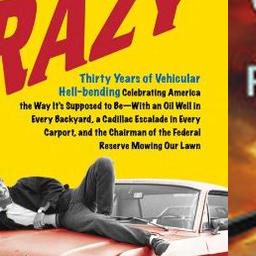 RAZY
Thirty Years of Vehicular
Hell-bending Celebrating America
the Way It's Supposed to Be—With an Oil Well in
Every Backyard, a Cadillac Escalade in Every
Carport, and the Chairman of the Federal
Reserve Mowing Our Lawn